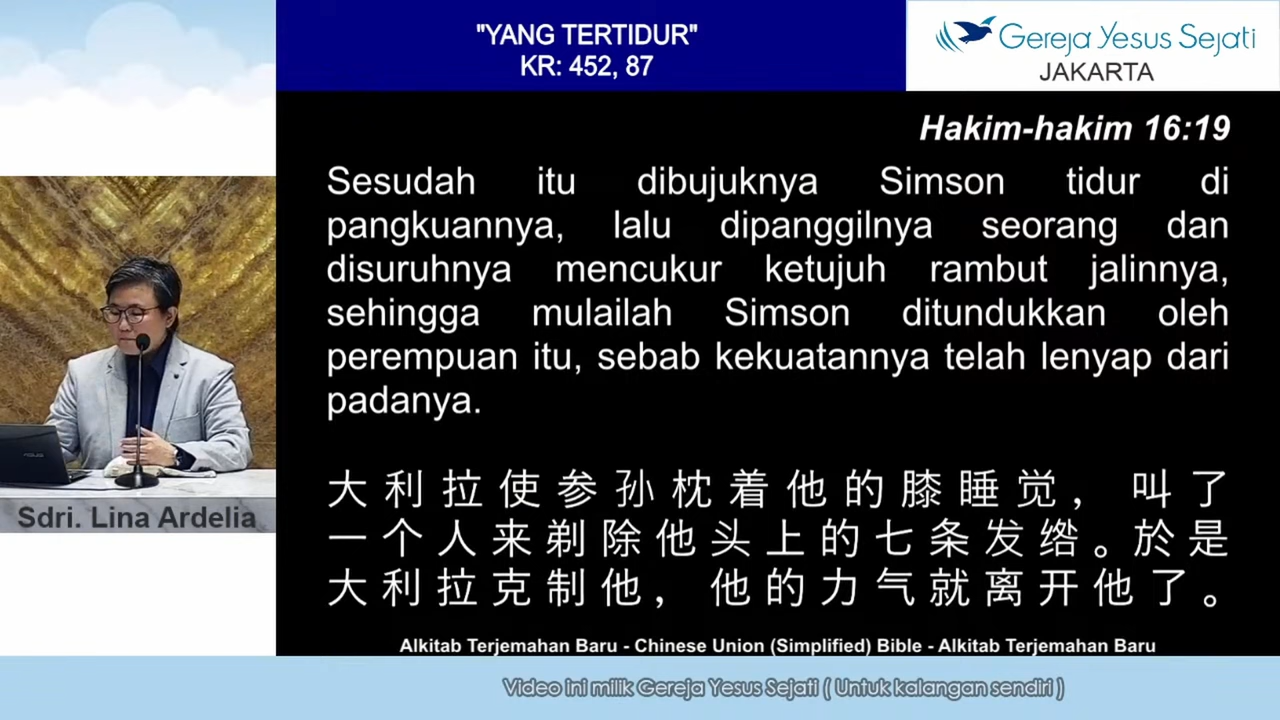 "YANG TERTIDUR"
KR: 452, 87
Gereja Yesus Sejati
JAKARTA
Hakim-hakim 16:19
Sesudah itu dibujuknya Simson tidur di
pangkuannya, lalu dipanggilnya seorang dan
disuruhnya mencukur ketujuh rambut jalinnya,
sehingga mulailah Simson ditundukkan oleh
perempuan itu, sebab kekuatannya telah lenyap dari
padanya.
大利拉使参孙枕着他的膝睡觉，叫了
一个人来剃除他头上的七条发绺。於是
大利拉克制他，他的力气就离开他了。
Alkitab Terjemahan Baru - Chinese Union (Simplified) Bible - Alkitab Terjemahan Baru
ASUS
Sdri. Lina Ardelia
Video ini milik Gereja Yesus Sejati ( Untuk kalangan sendiri )